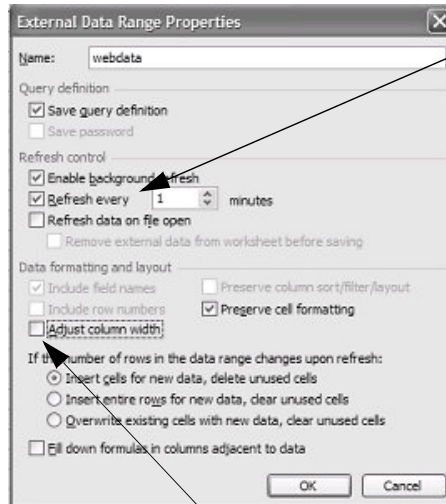 External Data Range Properties
Name: webdata
Query definition
Save query definition
Save password
Refresh control
Enable background refresh
Refresh every 1 minutes
Refresh data on file open
Remove external data from worksheet before saving
Data formatting and layout
Include field names Preserve column sort/filter/layout
Include row numbers Preserve cell formatting
Adjust column width
If the number of rows in the data range changes upon refresh:
Insert cells for new data, delete unused cells
Insert entire rows for new data, clear unused cells
Overwrite existing cells with new data, clear unused cells
Fill down formulas in columns adjacent to data
OK Cancel